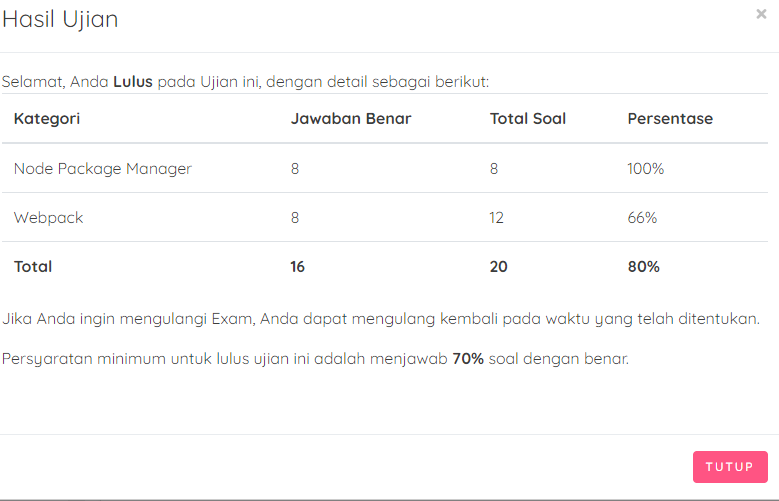 Hasil Ujian ×
Selamat, Anda Lulus pada Ujian ini, dengan detail sebagai berikut:
Kategori Jawaban Benar Total Soal Persentase
Node Package Manager 8 8 100%
Webpack 8 12 66%
Total 16 20 80%
Jika Anda ingin mengulangi Exam, Anda dapat mengulang kembali pada waktu yang telah ditentukan.
Persyaratan minimum untuk lulus ujian ini adalah menjawab 70% soal dengan benar.
TUTUP